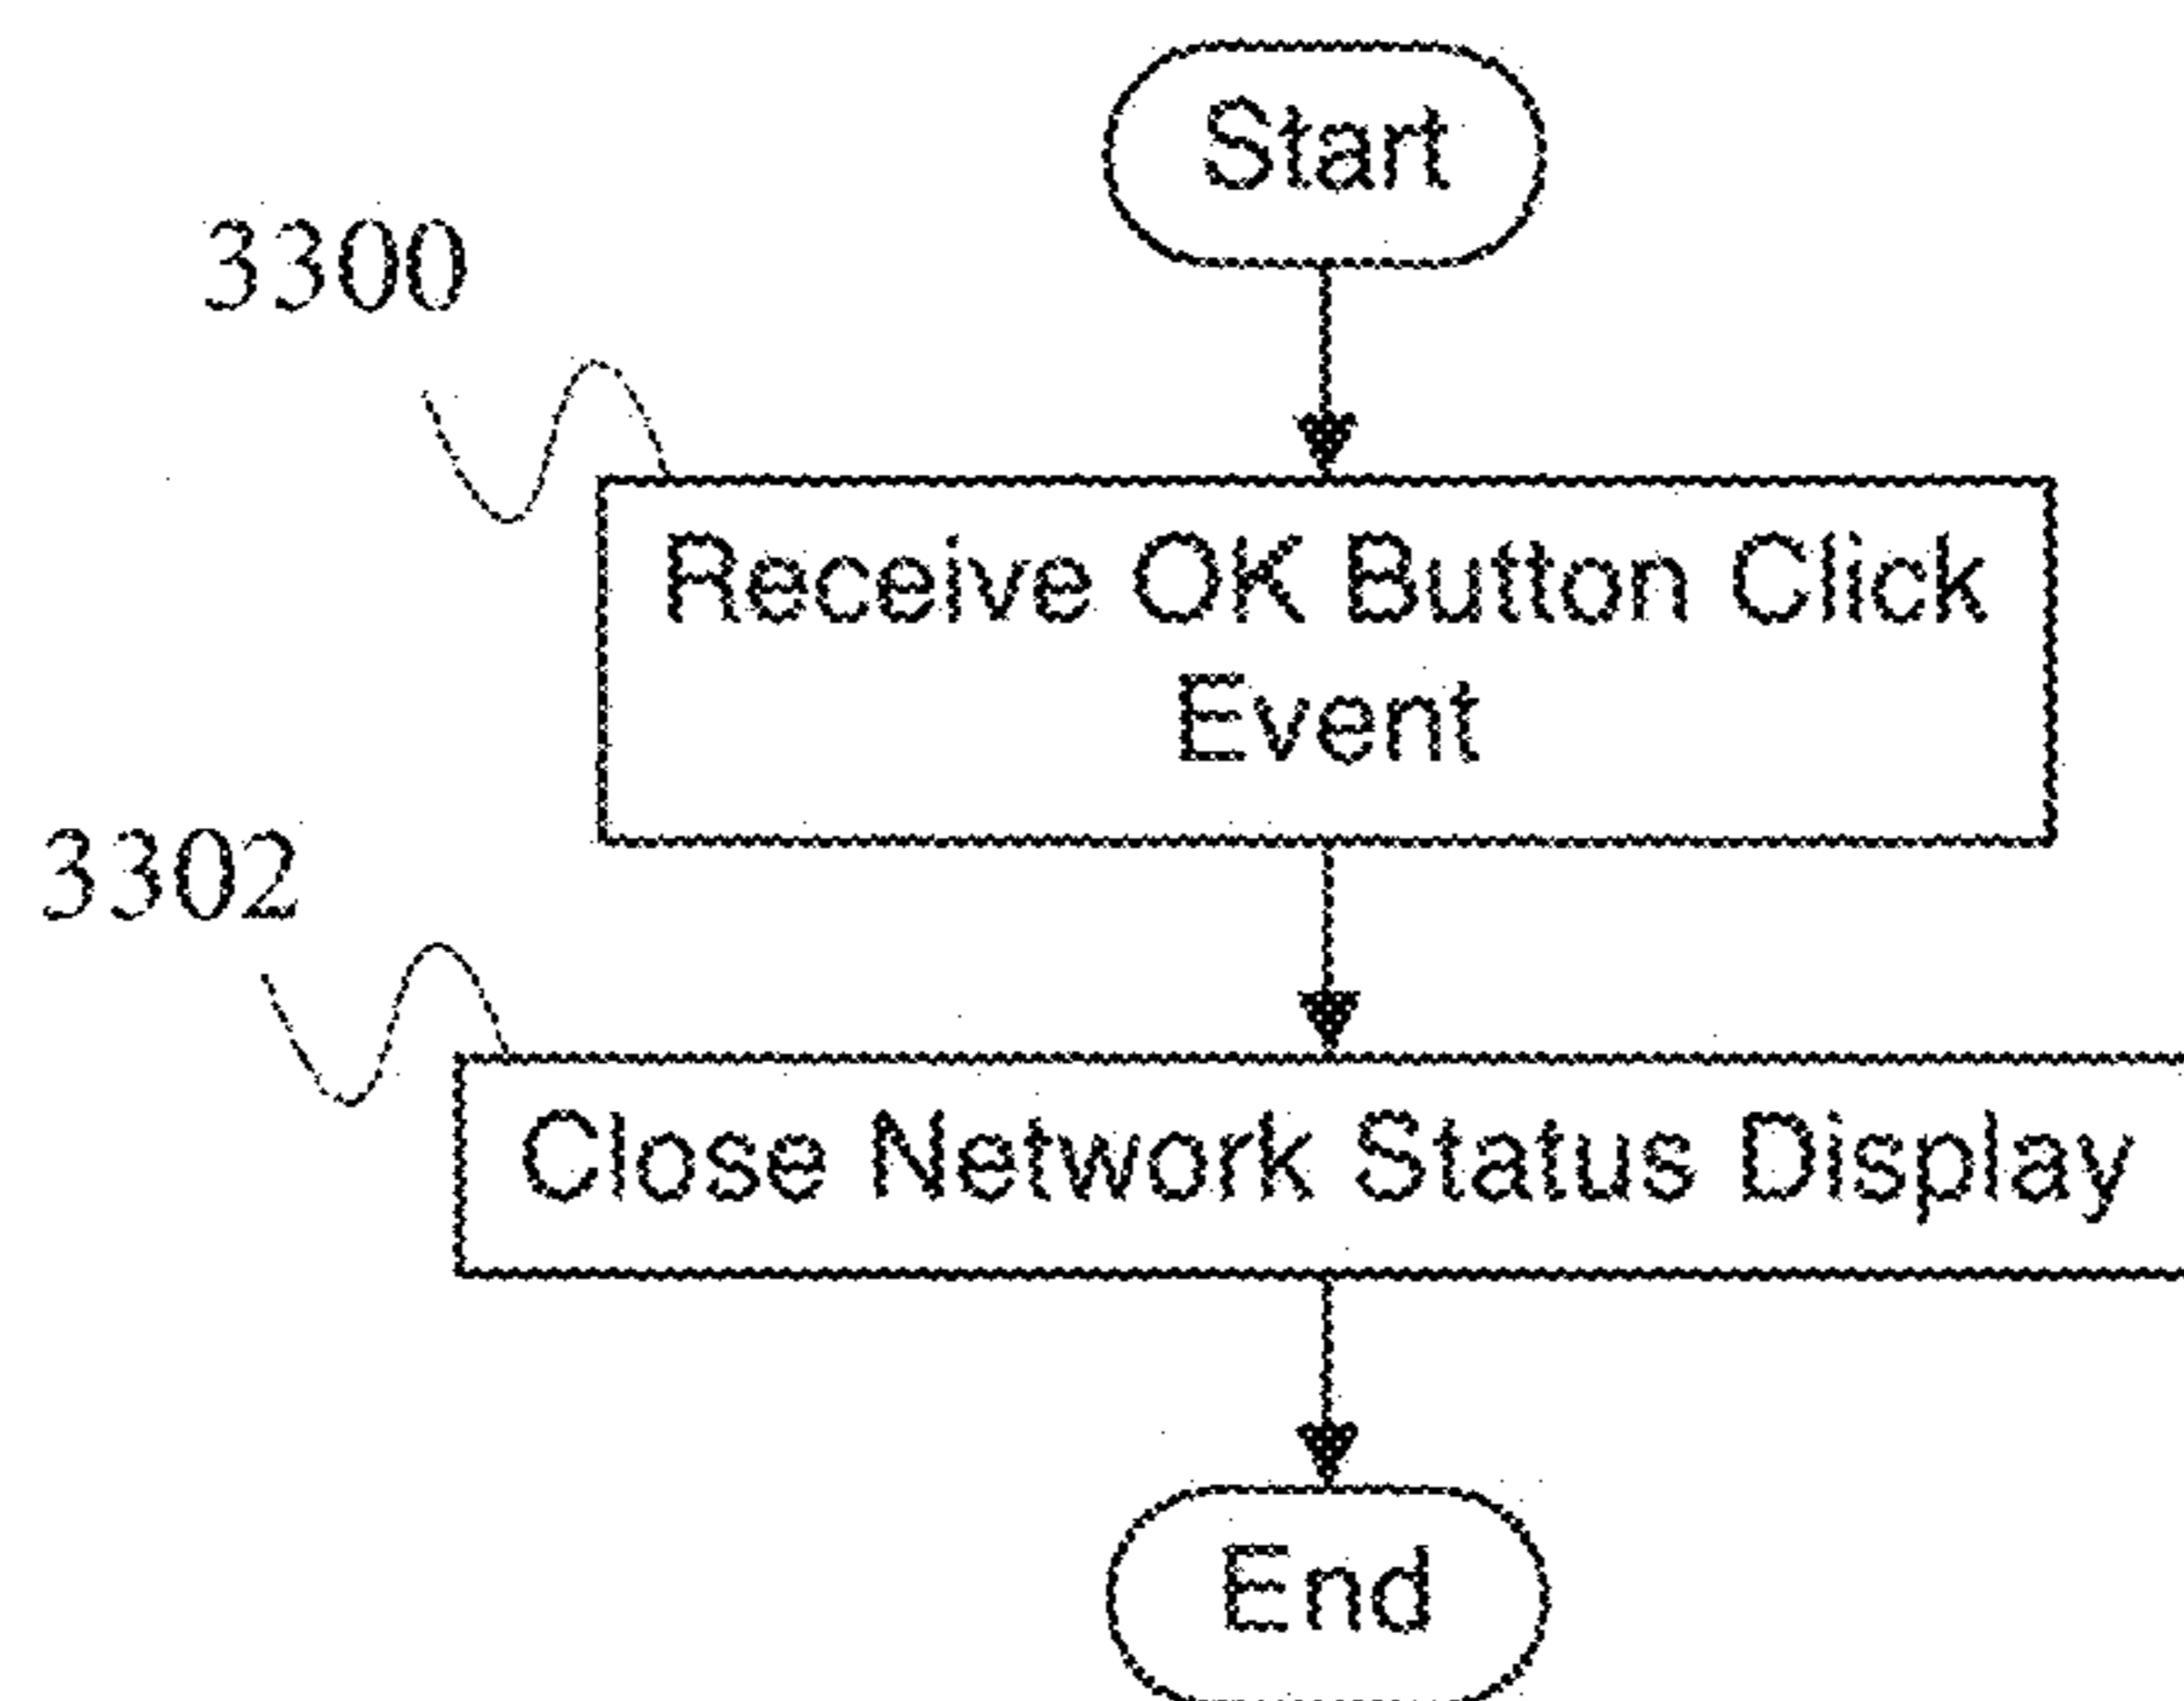 Start
3300
Receive OK Button Click
Event
3302
Close Network Status Display
End